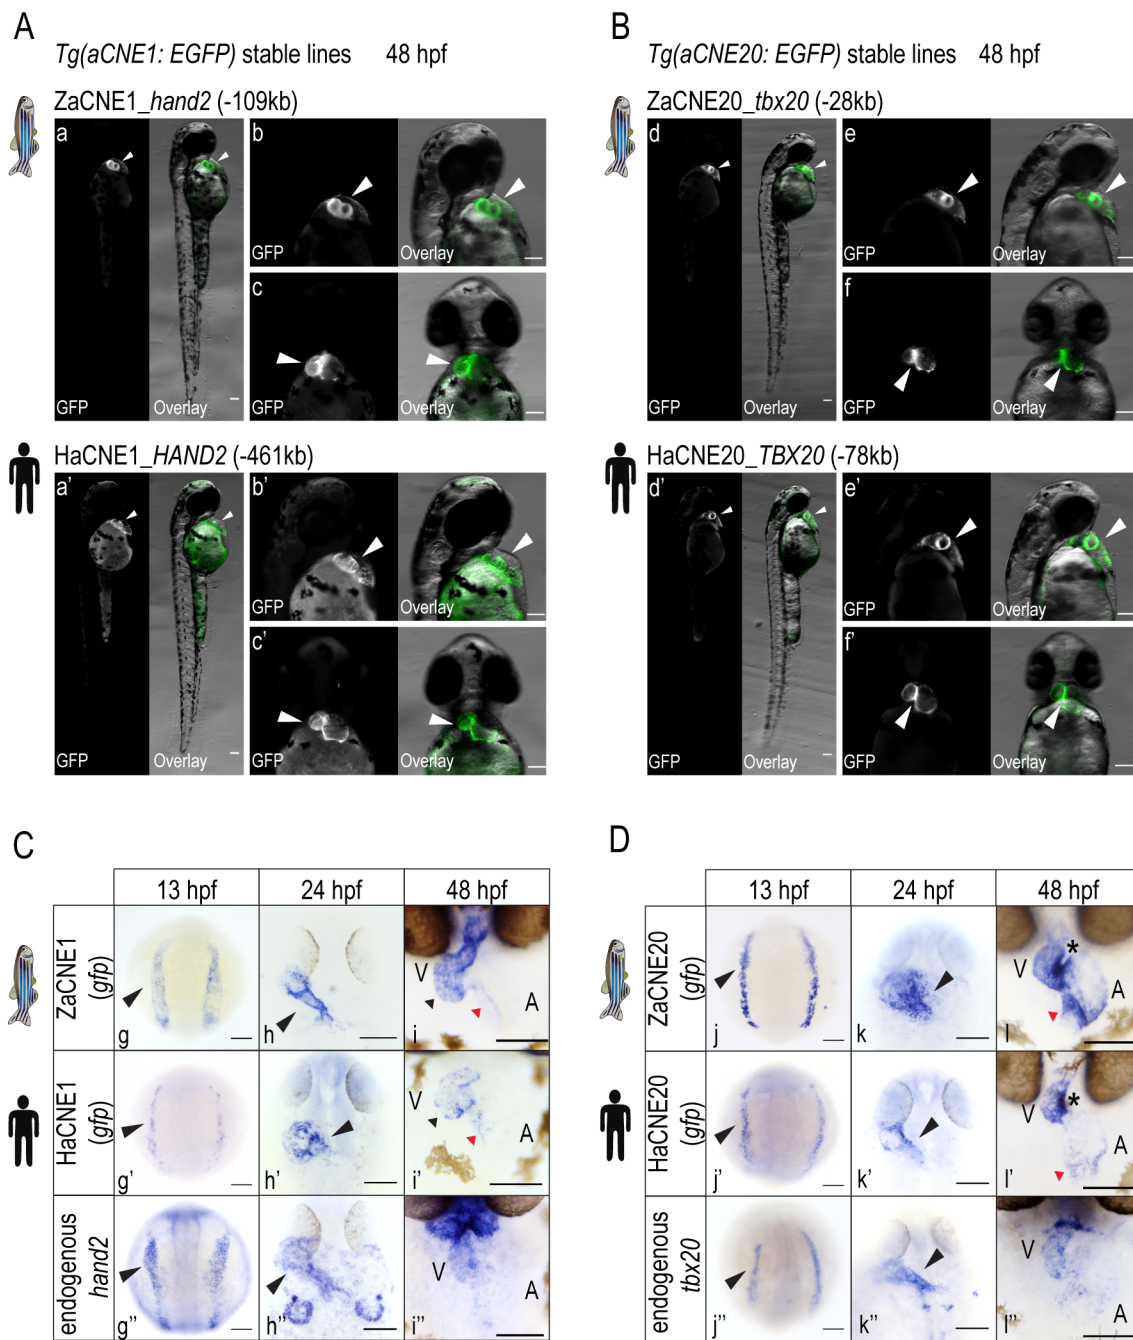 A
Tg(aCNE1: EGFP) stable lines 48 hpf
ZaCNE1_hand2 (-109kb)
a
GFP
Overlay
b
GFP
Overlay
c
GFP
Overlay
HaCNE1_HAND2 (-461kb)
a'
GFP
Overlay
b'
GFP
Overlay
c'
GFP
Overlay
B
Tg(aCNE20: EGFP) stable lines 48 hpf
ZaCNE20_tbx20 (-28kb)
d
GFP
Overlay
e
GFP
Overlay
f
GFP
Overlay
HaCNE20_TBX20 (-78kb)
d'
GFP
Overlay
e'
GFP
Overlay
f'
GFP
Overlay
C
13 hpf 24 hpf 48 hpf
ZaCNE1
(gfp)
g
h
V
A
i
HaCNE1
(gfp)
g'
h'
V
A
i'
endogenous
hand2
g''
h''
V
A
i''
D
13 hpf 24 hpf 48 hpf
ZaCNE20
(gfp)
j
k
V
*
A
l
HaCNE20
(gfp)
j'
k'
V
*
A
l'
endogenous
tbx20
j''
k''
V
A
l''